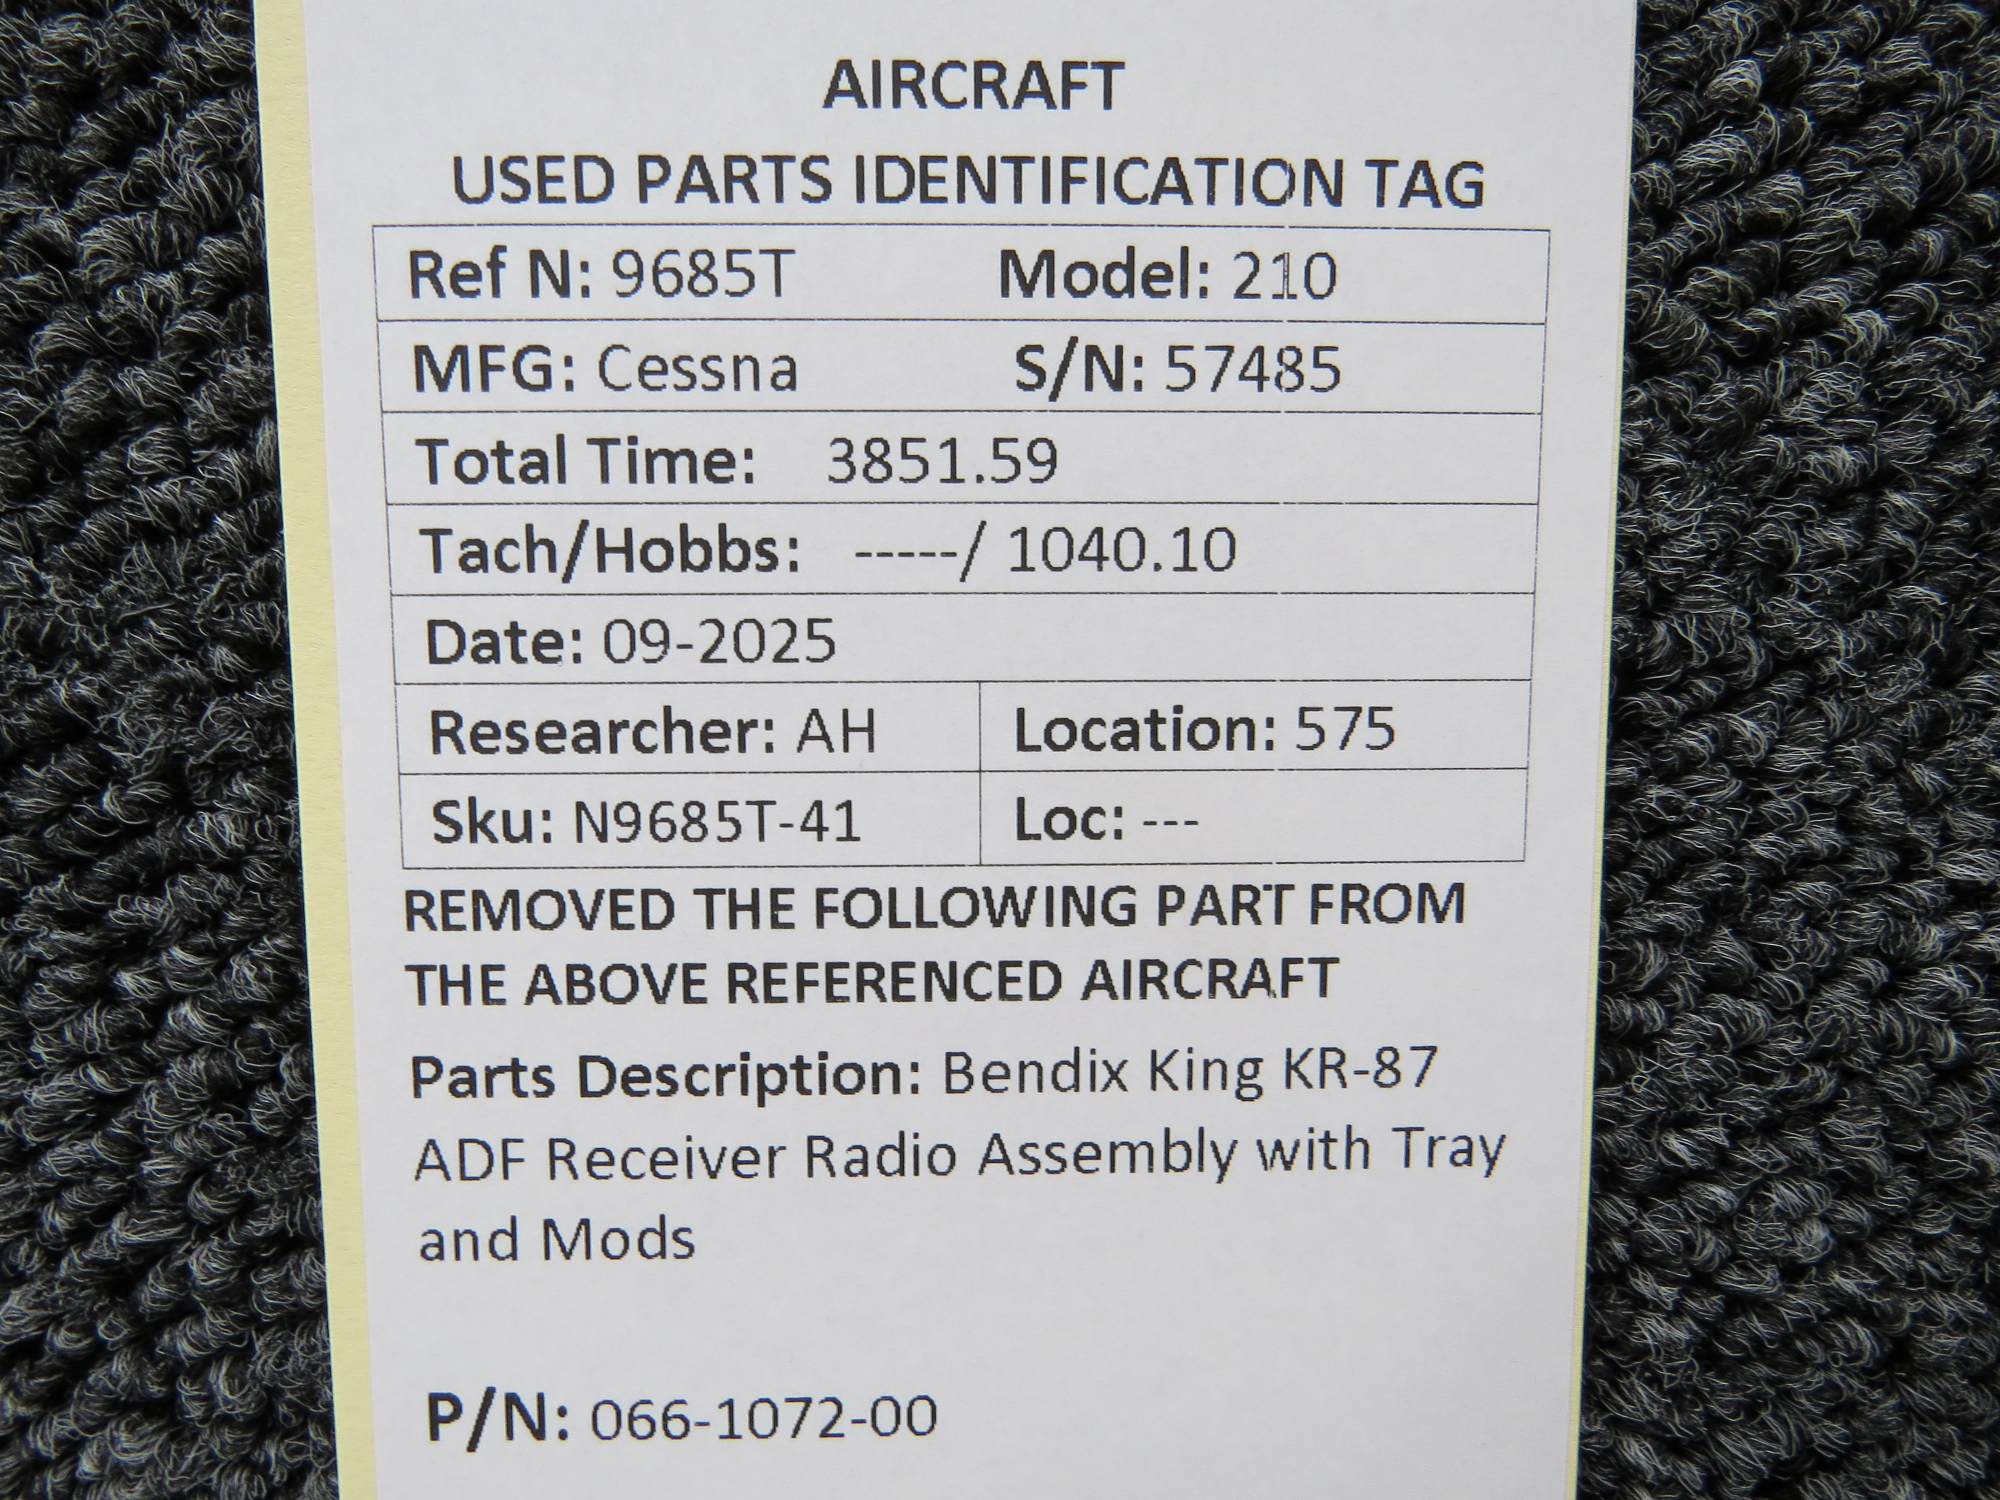 AIRCRAFT
USED PARTS IDENTIFICATION TAG
Ref N: 9685T Model: 210
MFG: Cessna S/N: 57485
Total Time: 3851.59
Tach/Hobbs: -----/ 1040.10
Date: 09-2025
Researcher: AH Location: 575
Sku: N9685T-41 Loc: ---
REMOVED THE FOLLOWING PART FROM
THE ABOVE REFERENCED AIRCRAFT
Parts Description: Bendix King KR-87
ADF Receiver Radio Assembly with Tray
and Mods
P/N: 066-1072-00